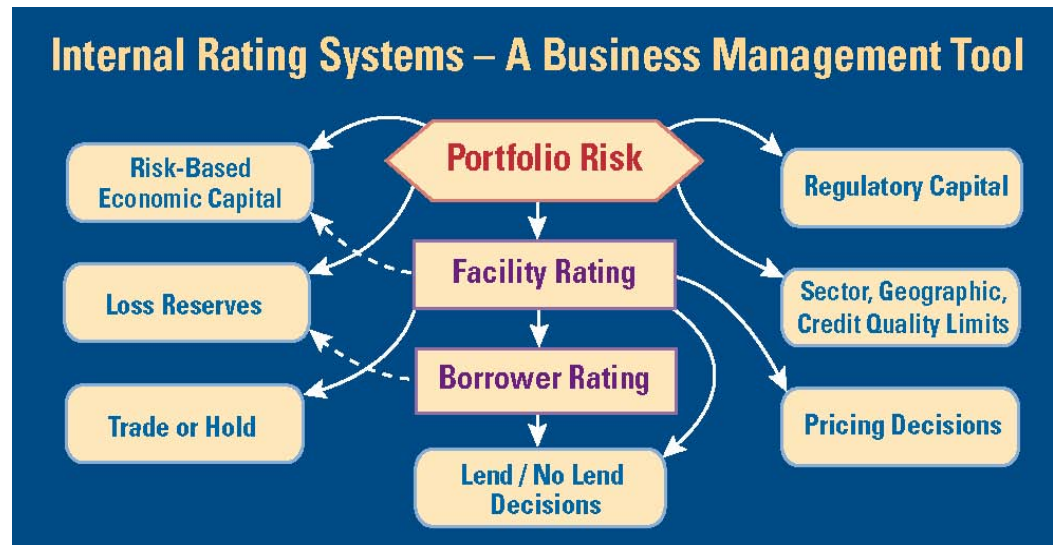 Internal Rating Systems – A Business Management Tool
Portfolio Risk
Risk-Based
Economic Capital
Regulatory Capital
Facility Rating
Loss Reserves
Sector, Geographic,
Credit Quality Limits
Borrower Rating
Trade or Hold
Pricing Decisions
Lend / No Lend
Decisions